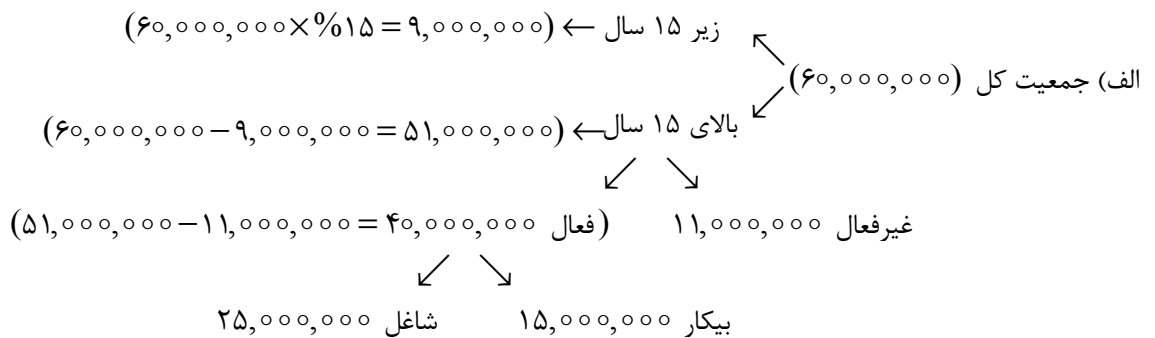 زیر ۱۵ سال ← (۶۰,۰۰۰,۰۰۰×%۱۵=۹,۰۰۰,۰۰۰)
الف) جمعیت کل (۶۰,۰۰۰,۰۰۰)
بالای ۱۵ سال← (۶۰,۰۰۰,۰۰۰−۹,۰۰۰,۰۰۰=۵۱,۰۰۰,۰۰۰)
غیرفعال ۱۱,۰۰۰,۰۰۰ (فعال ۵۱,۰۰۰,۰۰۰−۱۱,۰۰۰,۰۰۰=۴۰,۰۰۰,۰۰۰)
بیکار ۱۵,۰۰۰,۰۰۰ شاغل ۲۵,۰۰۰,۰۰۰